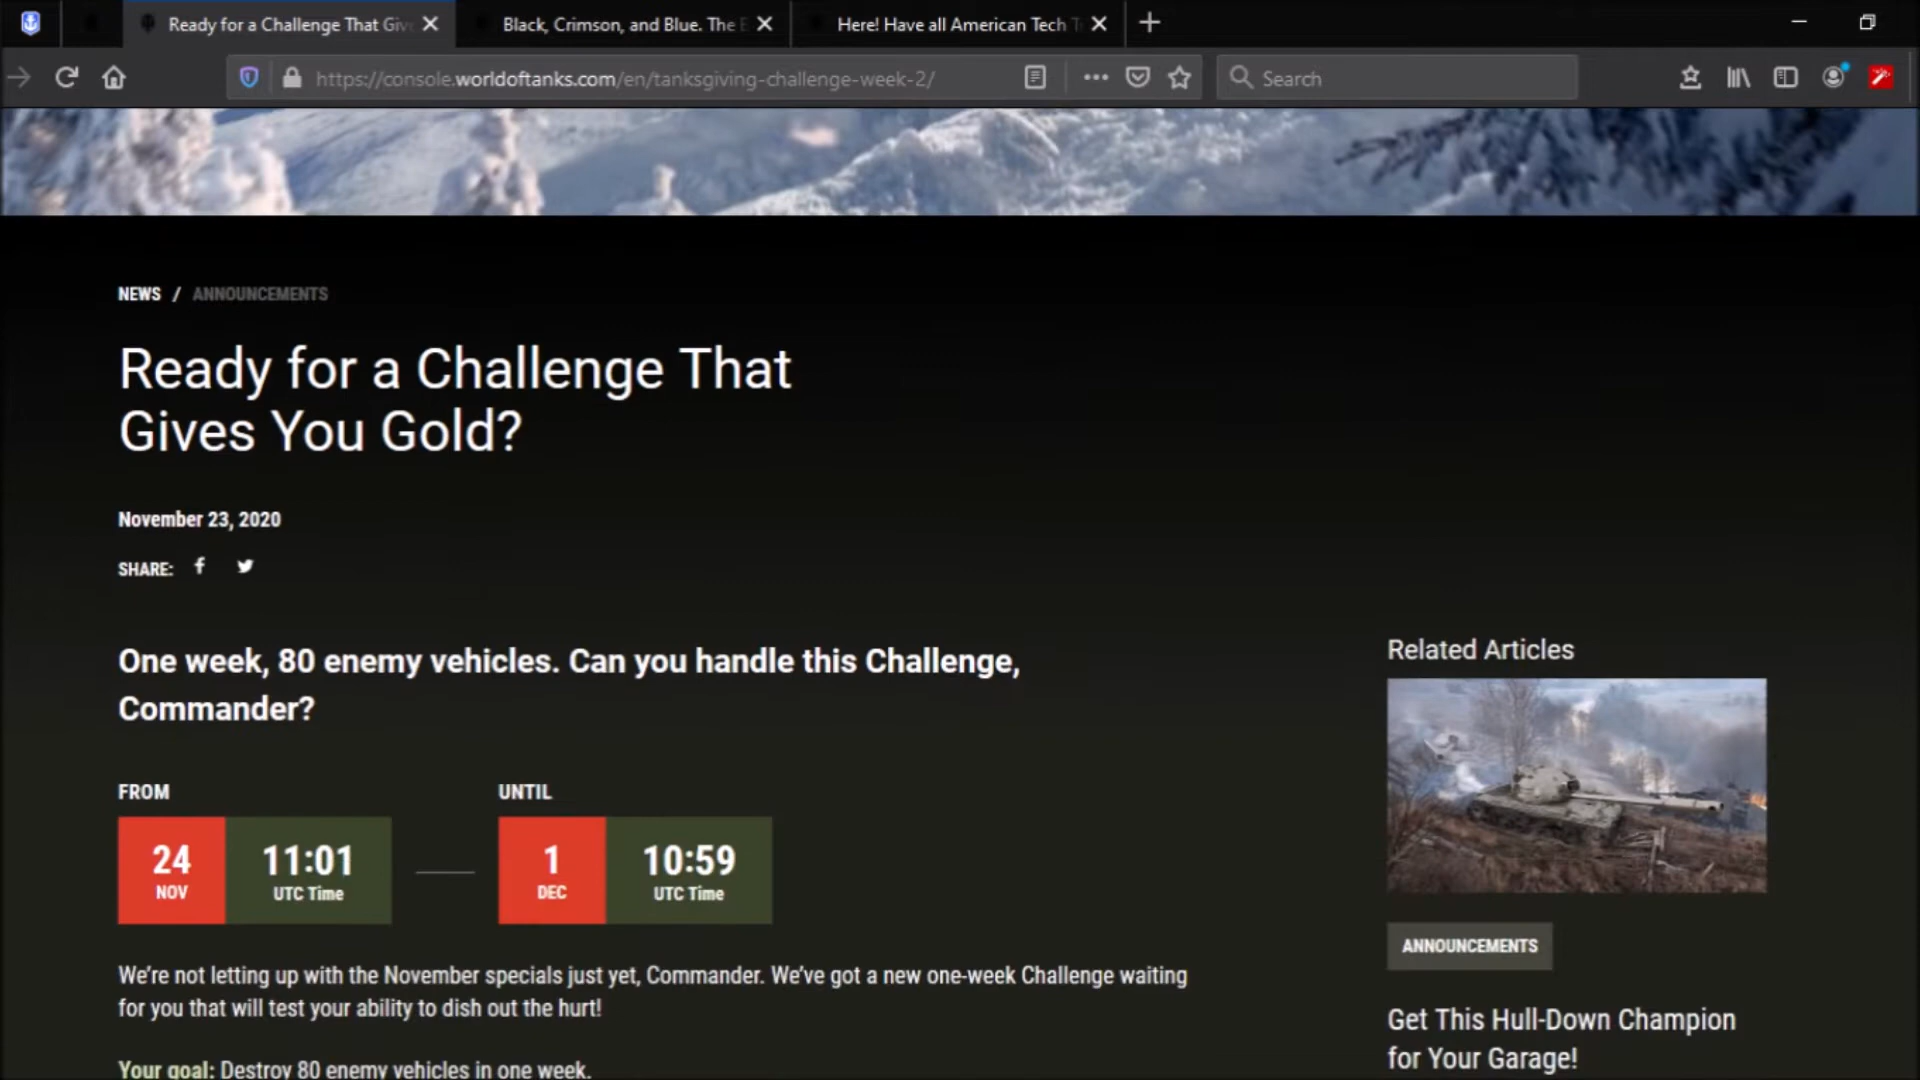 Ready for a Challenge That Giv
Black, Crimson, and Blue. The E
Here! Have all American Tech T
https://console.worldoftanks.com/en/tanksgiving-challenge-week-2/
Search
NEWS / ANNOUNCEMENTS
Ready for a Challenge That
Gives You Gold?
November 23, 2020
SHARE:
One week, 80 enemy vehicles. Can you handle this Challenge,
Commander?
Related Articles
FROM
UNTIL
24
NOV
11:01
UTC Time
1
DEC
10:59
UTC Time
We’re not letting up with the November specials just yet, Commander. We’ve got a new one-week Challenge waiting
for you that will test your ability to dish out the hurt!
Your goal: Destroy 80 enemy vehicles in one week.
ANNOUNCEMENTS
Get This Hull-Down Champion
for Your Garage!